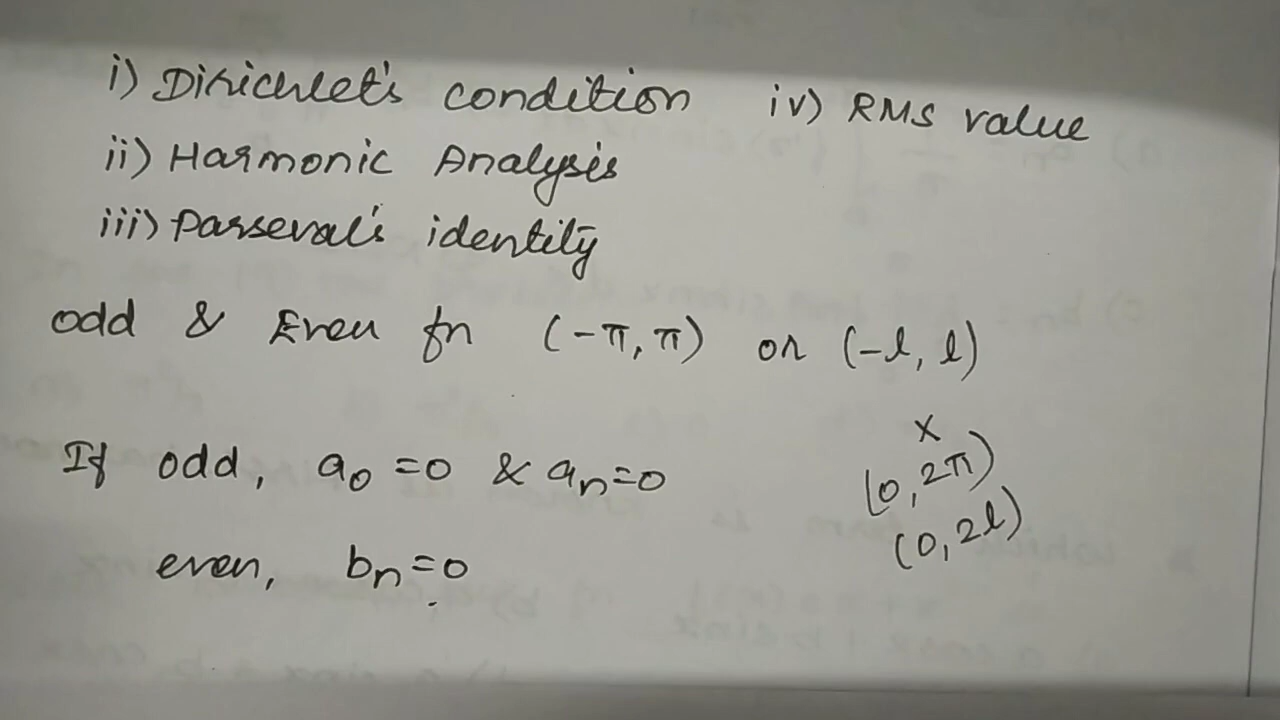 i) Dirichlet's condition iv) RMS value
ii) Harmonic Analysis
iii) Parseval's identity
odd & Even fn (-π, π) or (-l, l)
If odd, a₀ = 0 & aₙ = 0
x
(0, 2π)
(0, 2l)
even, bₙ = 0